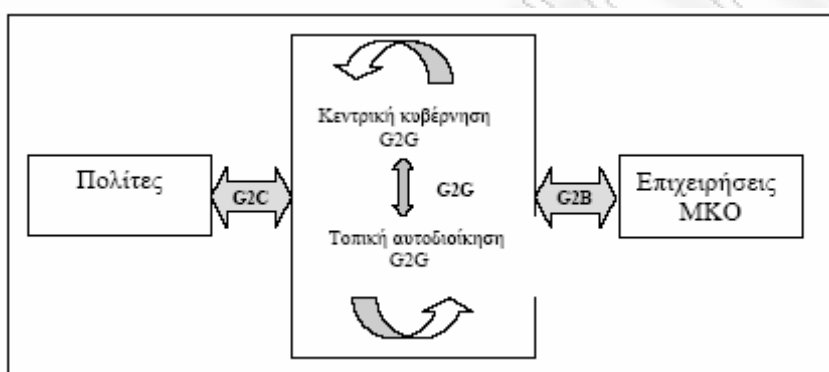 Κεντρική κυβέρνηση
G2G
Πολίτες
G2C
G2G
G2B
Επιχειρήσεις
ΜΚΟ
Τοπική αυτοδιοίκηση
G2G